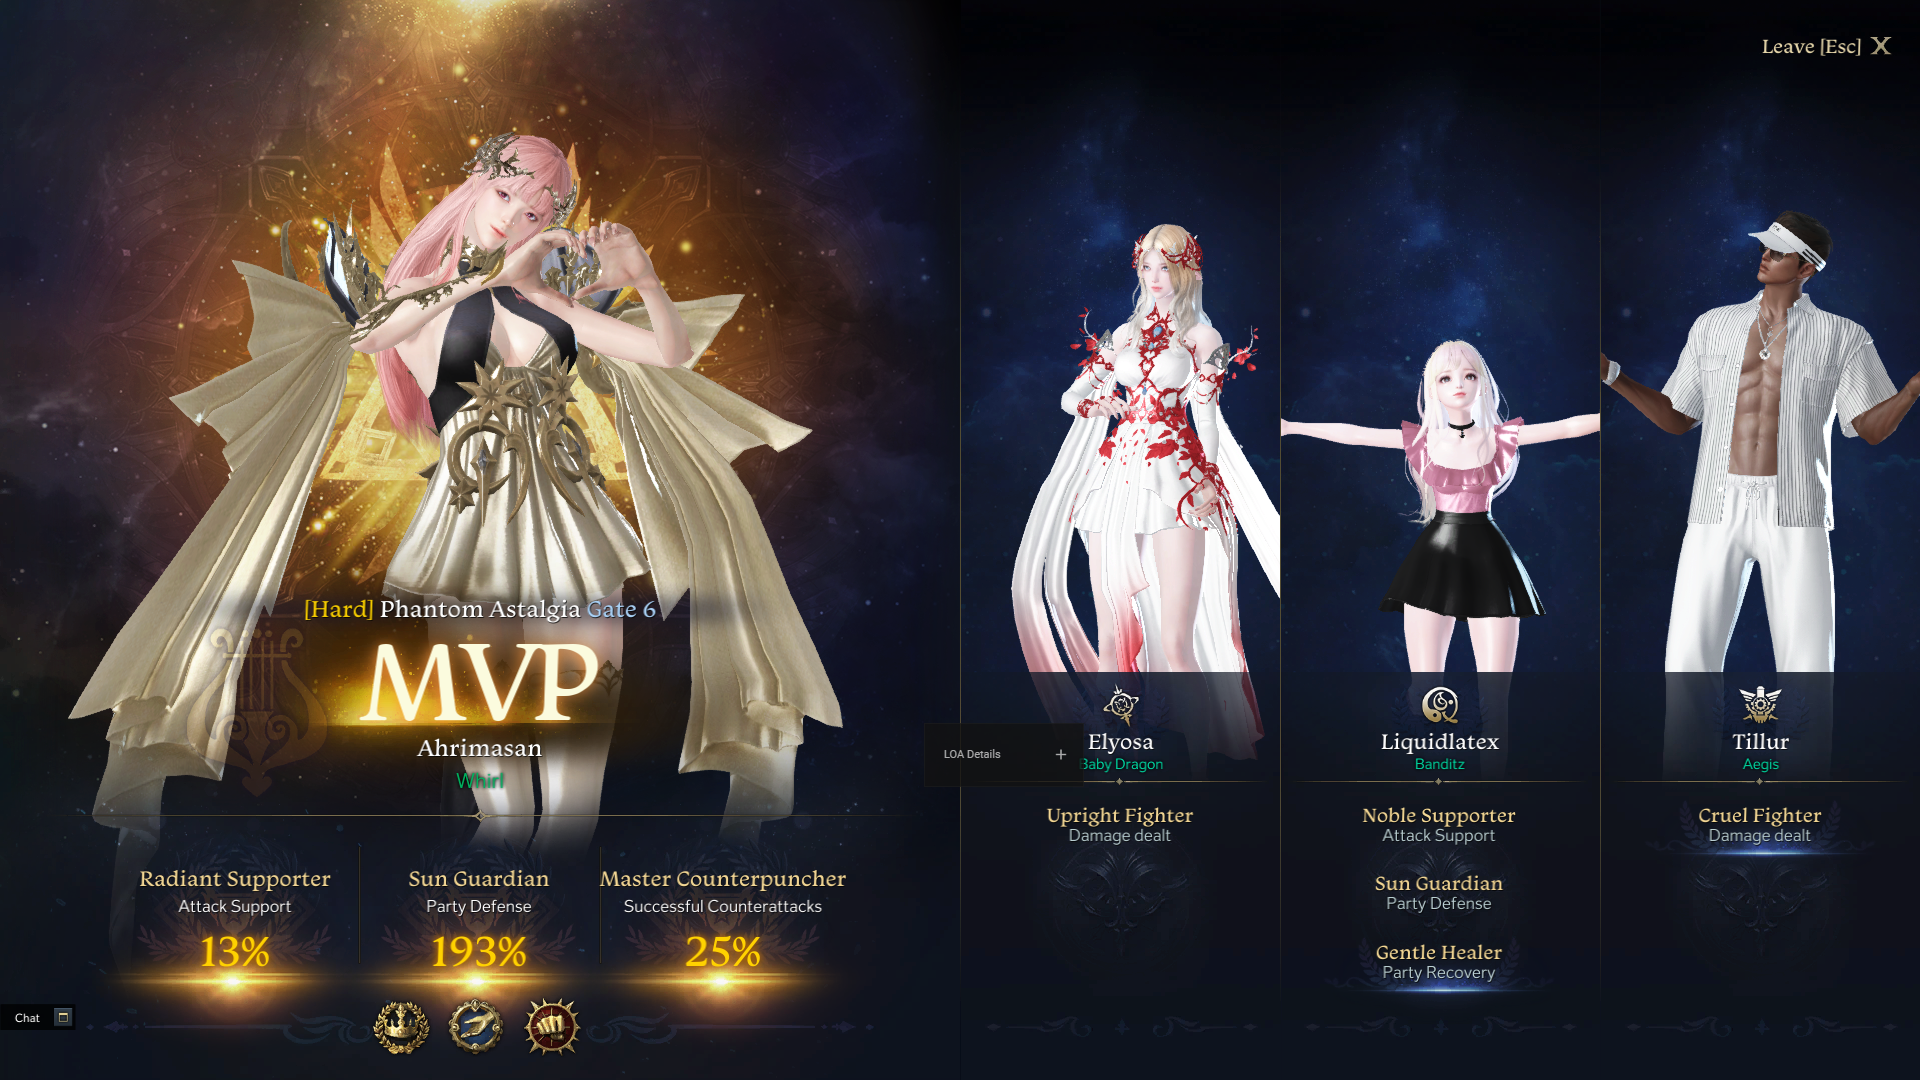 Leave [Esc] X
[Hard] Phantom Astalgia Gate 6
MVP
Ahrimasan
Whirl
Radiant Supporter
Attack Support
13%
Sun Guardian
Party Defense
193%
Master Counterpuncher
Successful Counterattacks
25%
Chat
LOA Details +
Elyosa
Baby Dragon
Upright Fighter
Damage dealt
Liquidlatex
Banditz
Noble Supporter
Attack Support
Sun Guardian
Party Defense
Gentle Healer
Party Recovery
Tillur
Aegis
Cruel Fighter
Damage dealt